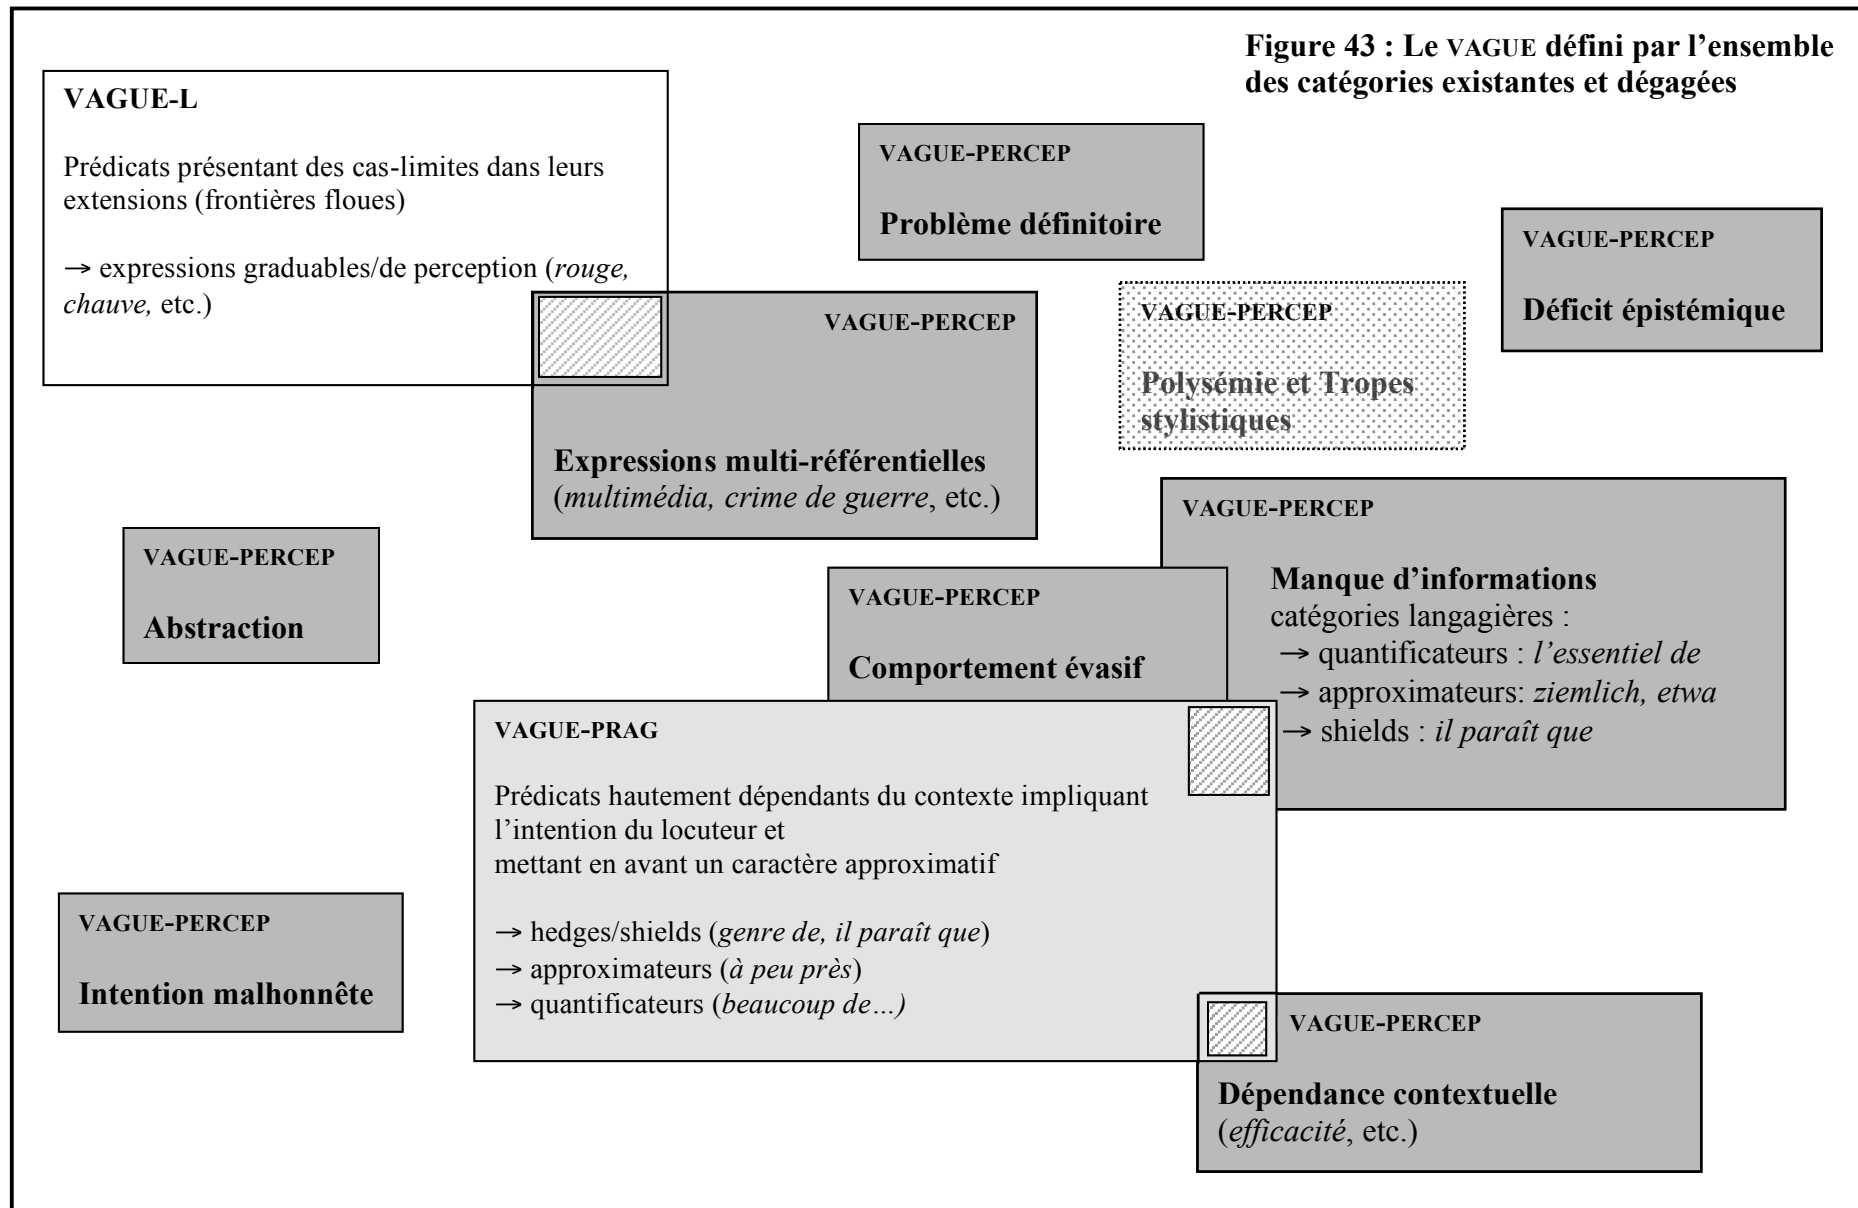 Figure 43 : Le VAGUE défini par l’ensemble
des catégories existantes et dégagées
VAGUE-L
Prédicats présentant des cas-limites dans leurs
extensions (frontières floues)
→ expressions graduables/de perception (rouge,
chauve, etc.)
VAGUE-PERCEP
Problème définitoire
VAGUE-PERCEP
Déficit épistémique
VAGUE-PERCEP
Polysémie et Tropes
stylistiques
VAGUE-PERCEP
Expressions multi-référentielles
(multimédia, crime de guerre, etc.)
VAGUE-PERCEP
Manque d’informations
catégories langagières :
→ quantificateurs : l’essentiel de
→ approximateurs: ziemlich, etwa
→ shields : il paraît que
VAGUE-PERCEP
Abstraction
VAGUE-PERCEP
Comportement évasif
VAGUE-PRAG
Prédicats hautement dépendants du contexte impliquant
l’intention du locuteur et
mettant en avant un caractère approximatif
→ hedges/shields (genre de, il paraît que)
→ approximateurs (à peu près)
→ quantificateurs (beaucoup de…)
VAGUE-PERCEP
Intention malhonnête
VAGUE-PERCEP
Dépendance contextuelle
(efficacité, etc.)